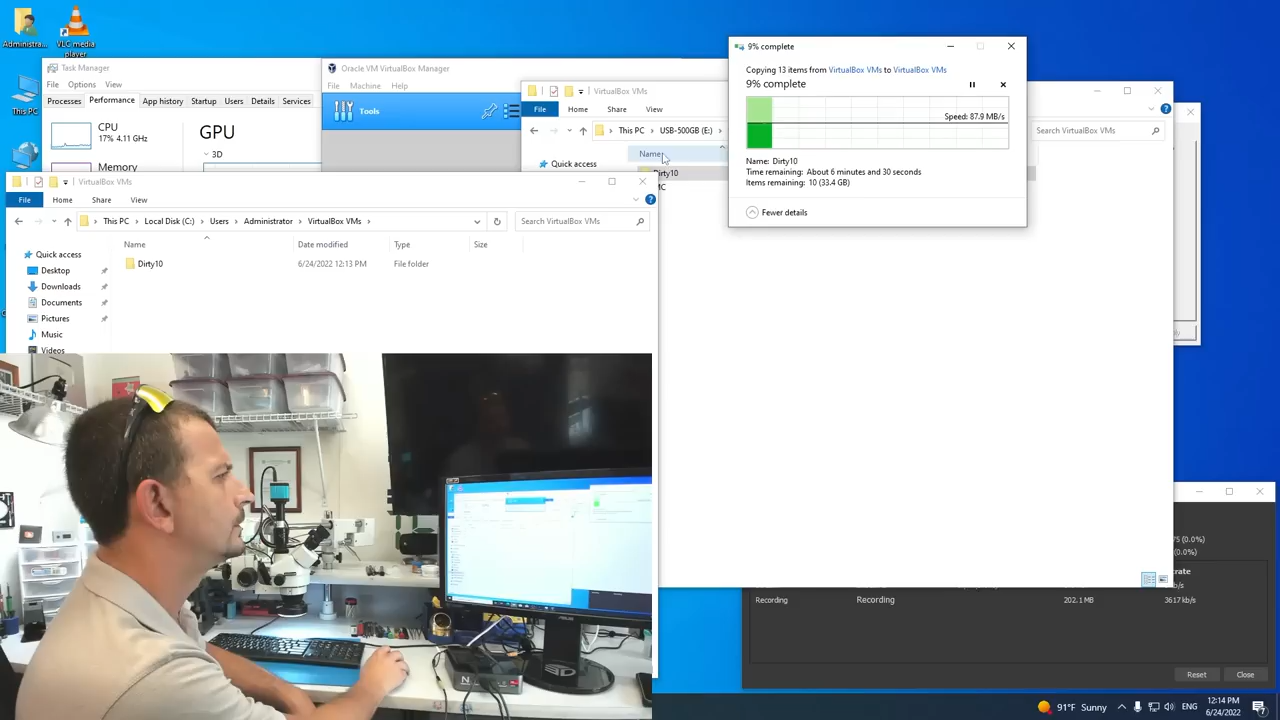 Administra...
VLC media
player
This PC
Task Manager
File Options View
Processes Performance App history Startup Users Details Services
CPU
17% 4.11 GHz
Memory
GPU
3D
Oracle VM VirtualBox Manager
File Machine Help
Tools
VirtualBox VMs
File Home Share View
This PC USB-500GB (E:)
Search VirtualBox VMs
Quick access
Name
Dirty10
9% complete
Copying 13 items from VirtualBox VMs to VirtualBox VMs
9% complete
Speed: 87.9 MB/s
Name: Dirty10
Time remaining: About 6 minutes and 30 seconds
Items remaining: 10 (33.4 GB)
Fewer details
VirtualBox VMs
File Home Share View
This PC Local Disk (C:) Users Administrator VirtualBox VMs
Search VirtualBox VMs
Name Date modified Type Size
Dirty10 6/24/2022 12:13 PM File folder
Quick access
Desktop
Downloads
Documents
Pictures
Music
Videos
(0.0%)
(0.0%)
Recording Recording 202.1 MB 3617 kb/s
Reset Close
91°F Sunny ENG
12:14 PM
6/24/2022